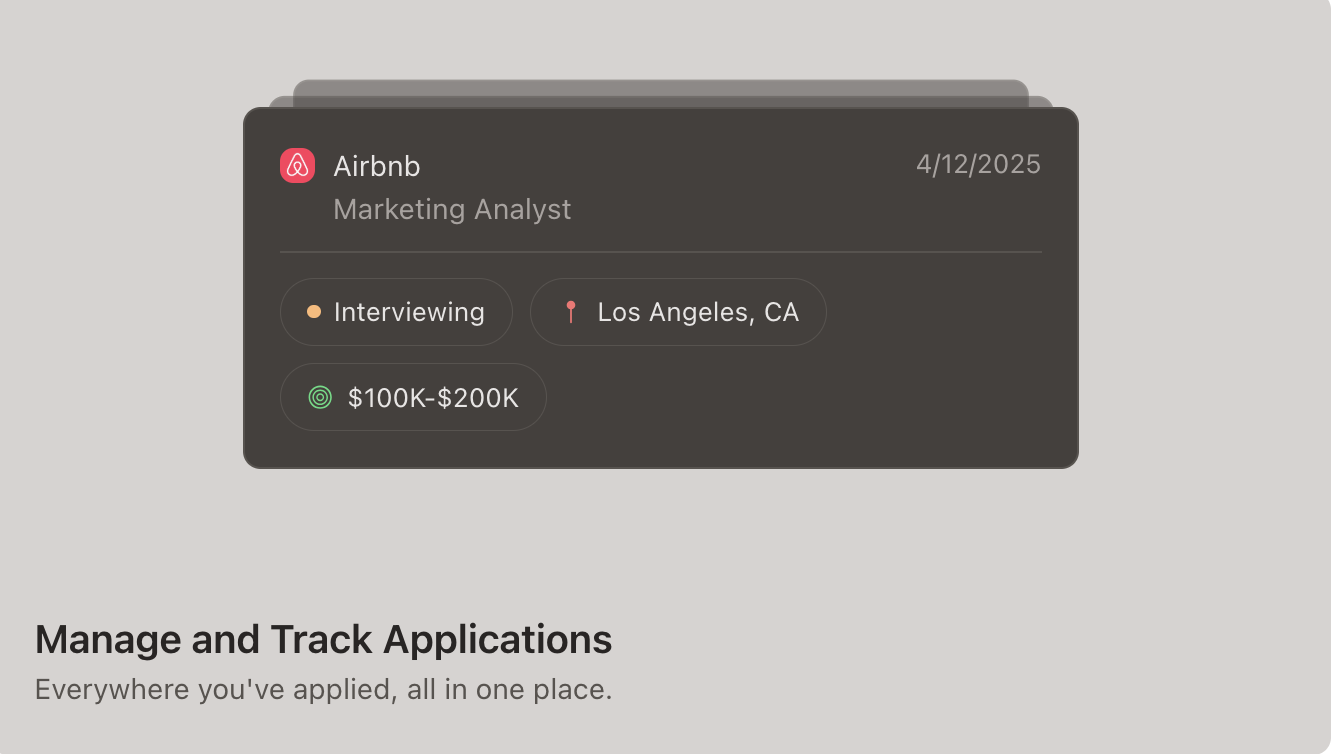 Airbnb
4/12/2025
Marketing Analyst
Interviewing
Los Angeles, CA
$100K-$200K
Manage and Track Applications
Everywhere you've applied, all in one place.